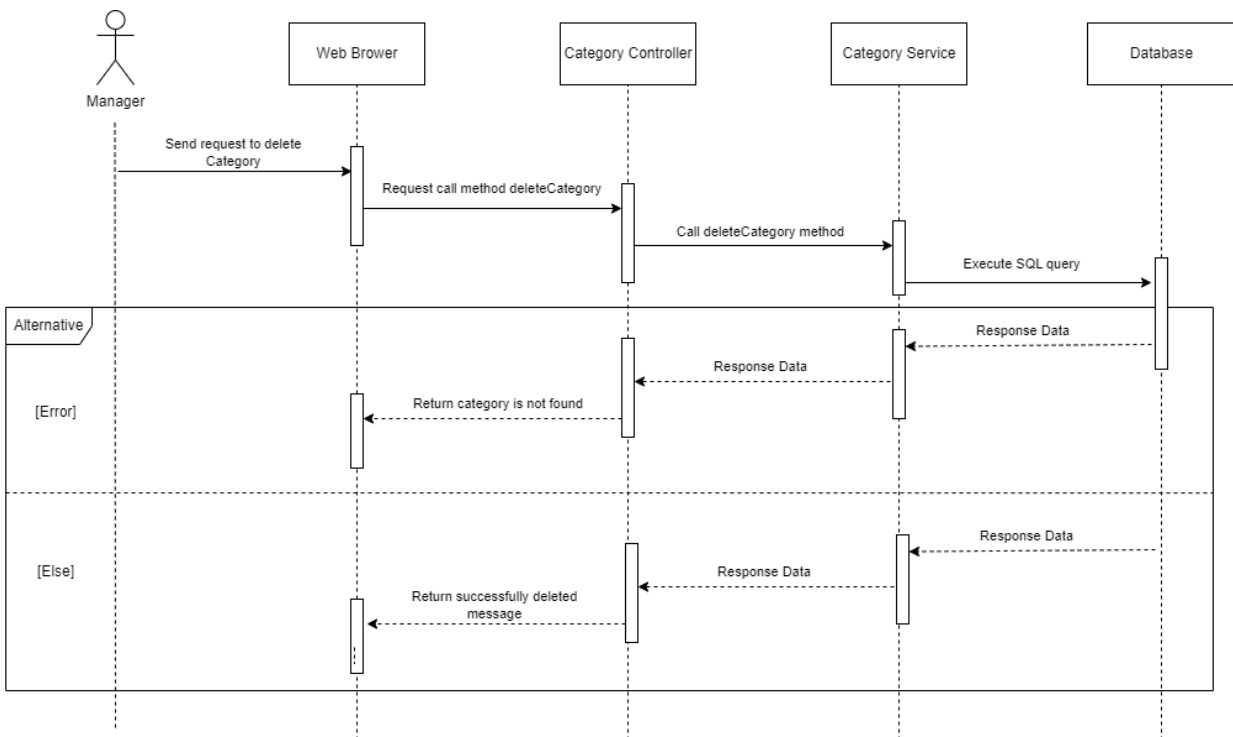 Manager
Web Brower
Category Controller
Category Service
Database
Send request to delete
Category
Request call method deleteCategory
Call deleteCategory method
Execute SQL query
Alternative
Response Data
Response Data
Return category is not found
[Error]
Response Data
Response Data
[Else]
Return successfully deleted
message